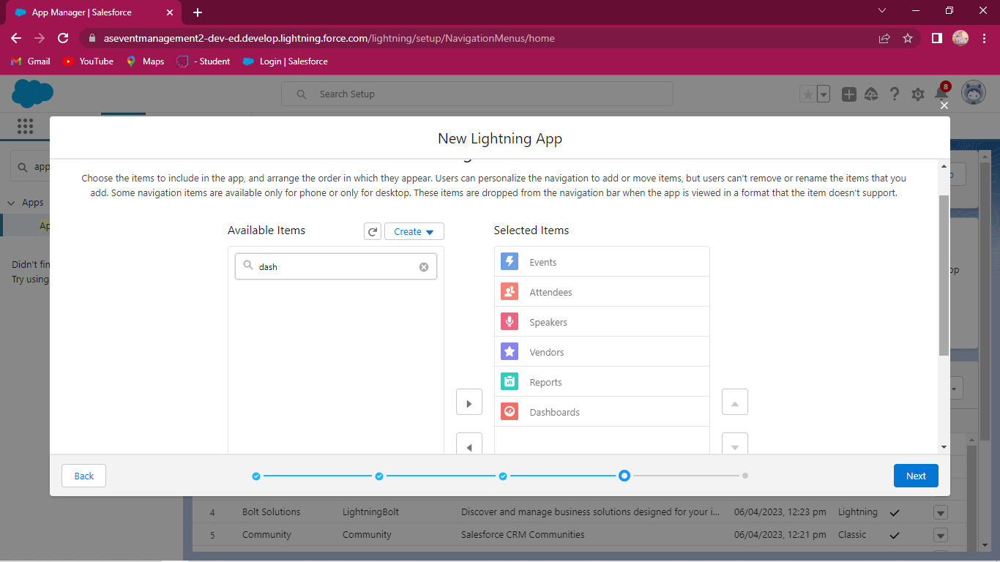 App Manager | Salesforce
aseventmanagement2-dev-ed.develop.lightning.force.com/lightning/setup/NavigationMenus/home
Gmail
YouTube
Maps
- Student
Login | Salesforce
Search Setup
8
New Lightning App
app
Choose the items to include in the app, and arrange the order in which they appear. Users can personalize the navigation to add or move items, but users can't remove or rename the items that you
add. Some navigation items are available only for phone or only for desktop. These items are dropped from the navigation bar when the app is viewed in a format that the item doesn't support.
Apps
Ap
Didn't fin
Try using
op
Available Items
Create
Selected Items
dash
Events
Attendees
Speakers
Vendors
Reports
Dashboards
Back
Next
4 Bolt Solutions LightningBolt Discover and manage business solutions designed for your i... 06/04/2023, 12:23 pm Lightning
5 Community Community Salesforce CRM Communities 06/04/2023, 12:21 pm Classic